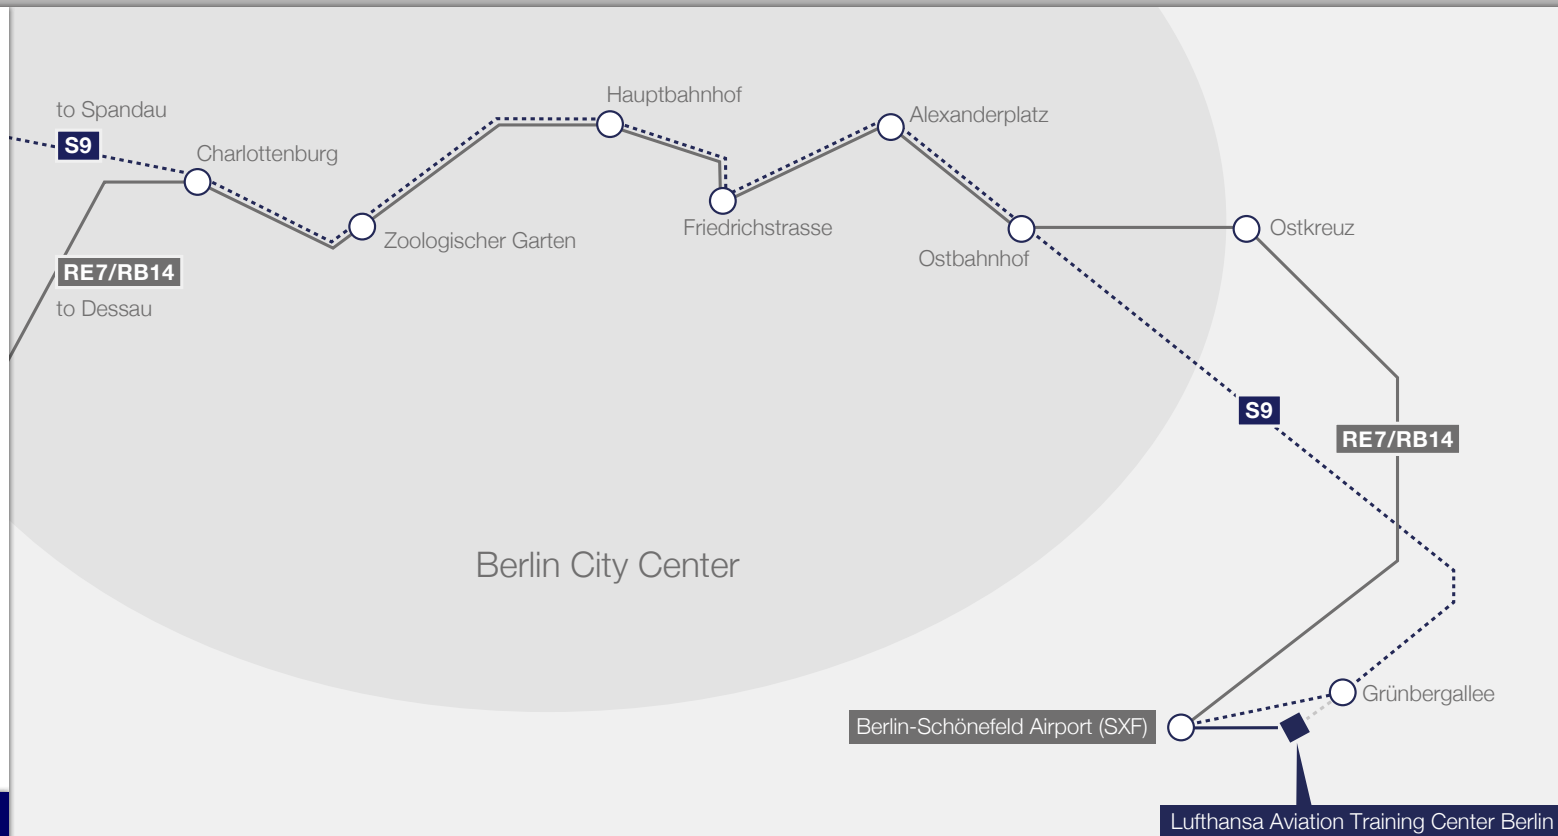 Hauptbahnhof
to Spandau
Alexanderplatz
S9
Charlottenburg
Zoologischer Garten
Friedrichstrasse
Ostkreuz
Ostbahnhof
RE7/RB14
to Dessau
S9
RE7/RB14
Berlin City Center
Grünbergallee
Berlin-Schönefeld Airport (SXF)
Lufthansa Aviation Training Center Berlin